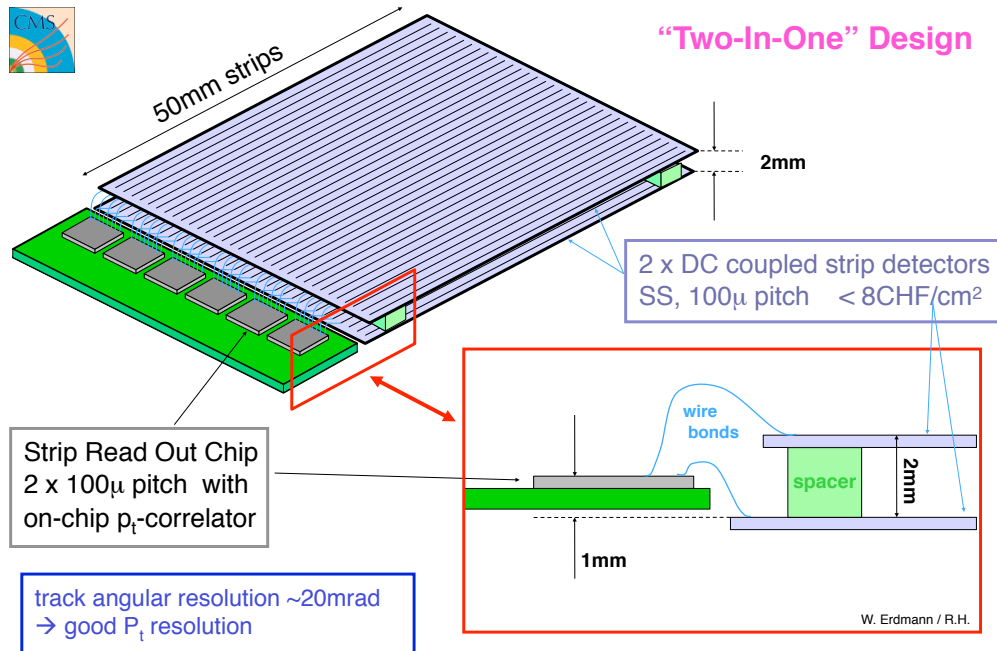 CMS
“Two-In-One” Design
50mm strips
2mm
2 x DC coupled strip detectors
SS, 100μ pitch < 8CHF/cm²
Strip Read Out Chip
2 x 100μ pitch with
on-chip pt-correlator
wire
bonds
spacer
2mm
1mm
track angular resolution ~20mrad
→ good Pt resolution
W. Erdmann / R.H.